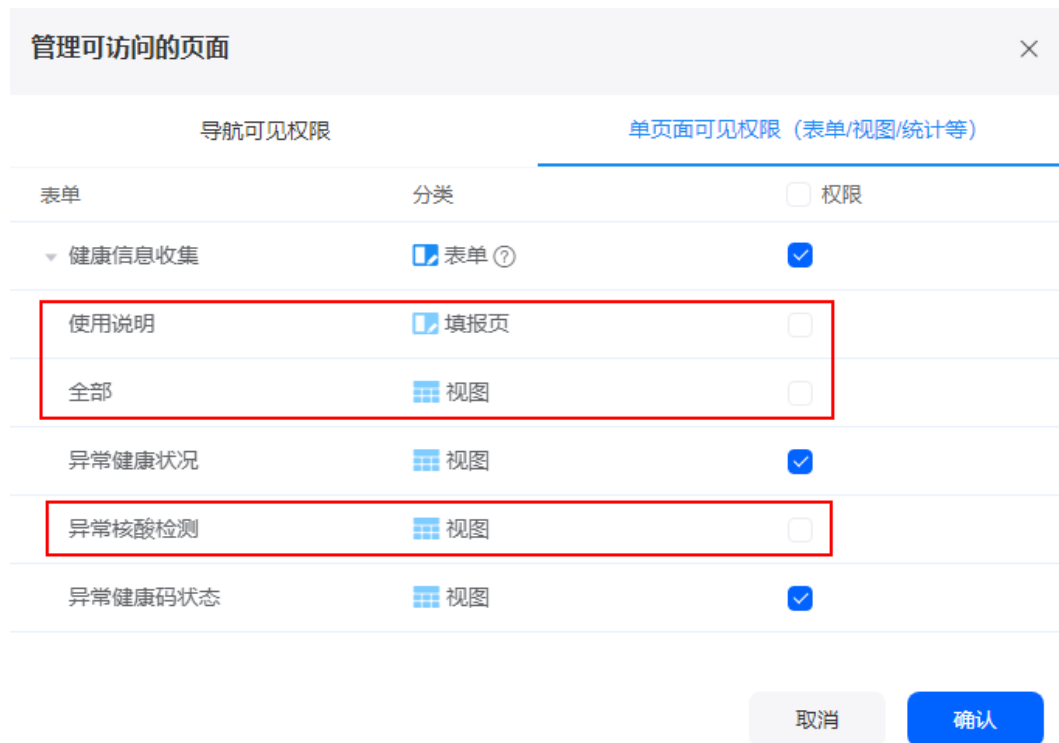 管理可访问的页面
导航可见权限 单页面可见权限（表单/视图/统计等）
表单 分类 权限
健康信息收集 表单 ?
使用说明 填报页
全部 视图
异常健康状况 视图
异常核酸检测 视图
异常健康码状态 视图
取消 确认